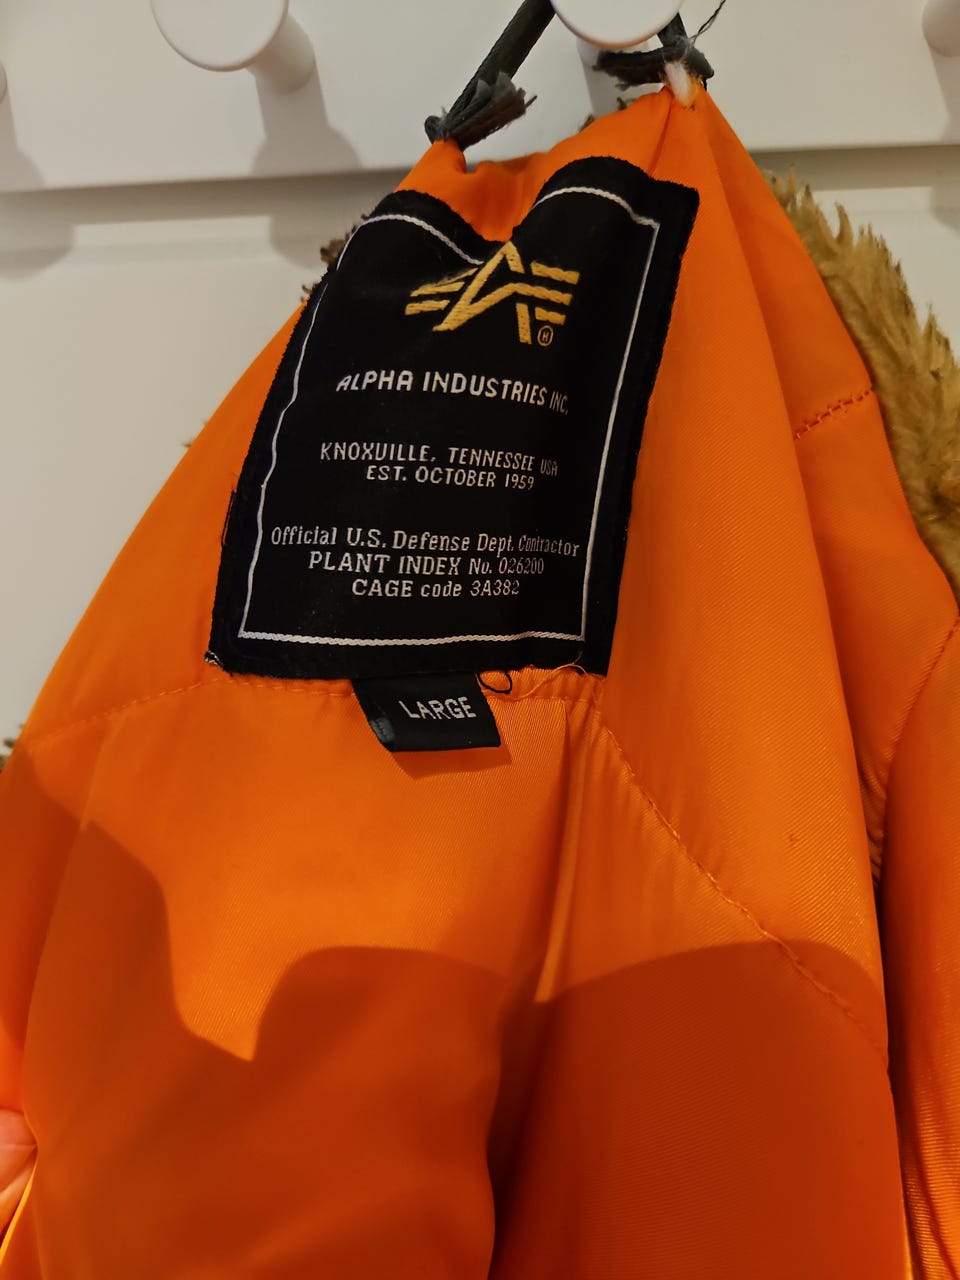 ALPHA INDUSTRIES INC.
KNOXVILLE, TENNESSEE USA
EST. OCTOBER 1959
Official U.S. Defense Dept. Contractor
PLANT INDEX No. 026200
CAGE code 3A382
LARGE